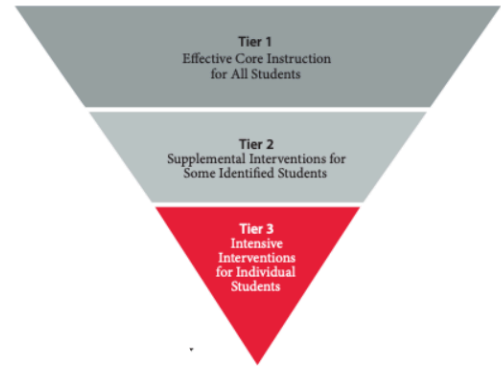 Tier 1
Effective Core Instruction
for All Students
Tier 2
Supplemental Interventions for
Some Identified Students
Tier 3
Intensive
Interventions
for Individual
Students